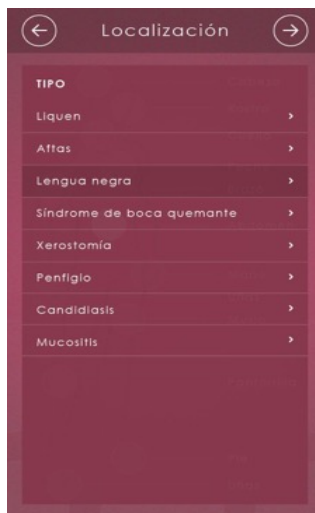 Localización
TIPO
Liquen
Aftas
Lengua negra
Síndrome de boca quemante
Xerostomía
Penfigio
Candidiasis
Mucositis